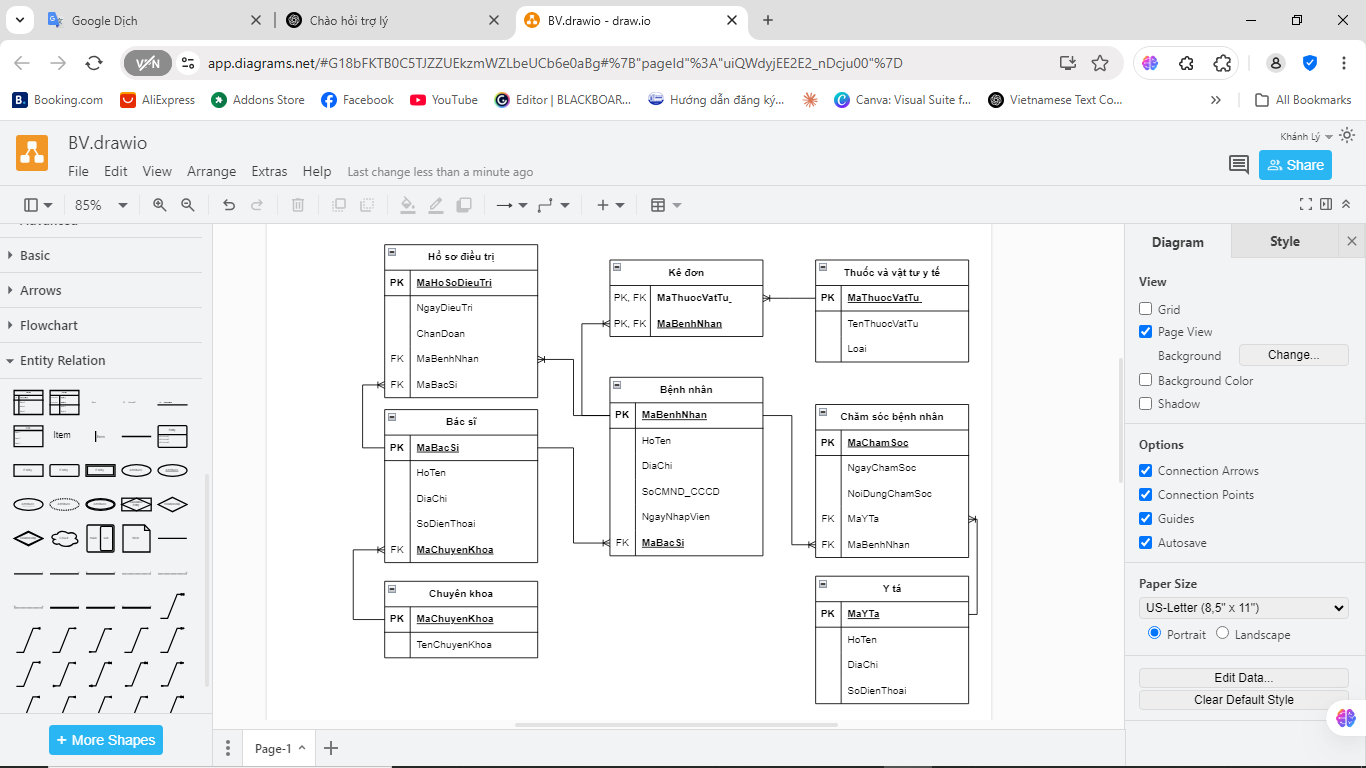 Google Dịch
Chào hỏi trợ lý
BV.drawio - draw.io
VPN
app.diagrams.net/#G18bFKTB0C5TJZZUEkzmWZLbeUCb6e0aBg#%7B"pageId"%3A"uiQWdyjEE2E2_nDcju00"%7D
Booking.com
AliExpress
Addons Store
Facebook
YouTube
Editor | BLACKBOAR...
Hướng dẫn đăng ký...
Canva: Visual Suite f...
Vietnamese Text Co...
All Bookmarks
BV.drawio
Khánh Lý
File Edit View Arrange Extras Help Last change less than a minute ago
Share
85%
Basic
Arrows
Flowchart
Entity Relation
Item
+ More Shapes
Hồ sơ điều trị
PK MaHoSoDieuTri
NgayDieuTri
ChanDoan
FK MaBenhNhan
FK MaBacSi
Bác sĩ
PK MaBacSi
HoTen
DiaChi
SoDienThoai
FK MaChuyenKhoa
Chuyên khoa
PK MaChuyenKhoa
TenChuyenKhoa
Kê đơn
PK, FK MaThuocVatTu
PK, FK MaBenhNhan
Bệnh nhân
PK MaBenhNhan
HoTen
DiaChi
SoCMND_CCCD
NgayNhapVien
FK MaBacSi
Thuốc và vật tư y tế
PK MaThuocVatTu
TenThuocVatTu
Loai
Chăm sóc bệnh nhân
PK MaChamSoc
NgayChamSoc
NoiDungChamSoc
FK MaYTa
FK MaBenhNhan
Y tá
PK MaYTa
HoTen
DiaChi
SoDienThoai
Page-1
Diagram
Style
View
Grid
Page View
Background
Change...
Background Color
Shadow
Options
Connection Arrows
Connection Points
Guides
Autosave
Paper Size
US-Letter (8,5" x 11")
Portrait
Landscape
Edit Data...
Clear Default Style